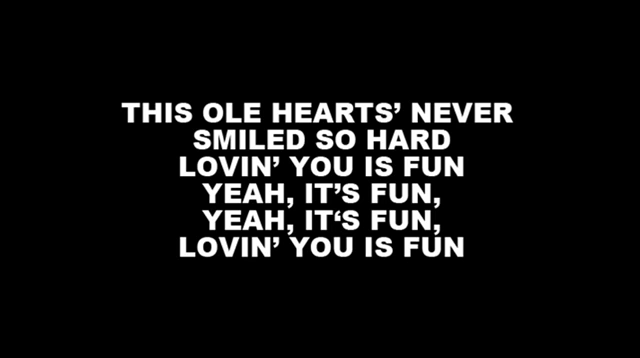 THIS OLE HEARTS’ NEVER
SMILED SO HARD
LOVIN’ YOU IS FUN
YEAH, IT’S FUN,
YEAH, IT‘S FUN,
LOVIN’ YOU IS FUN